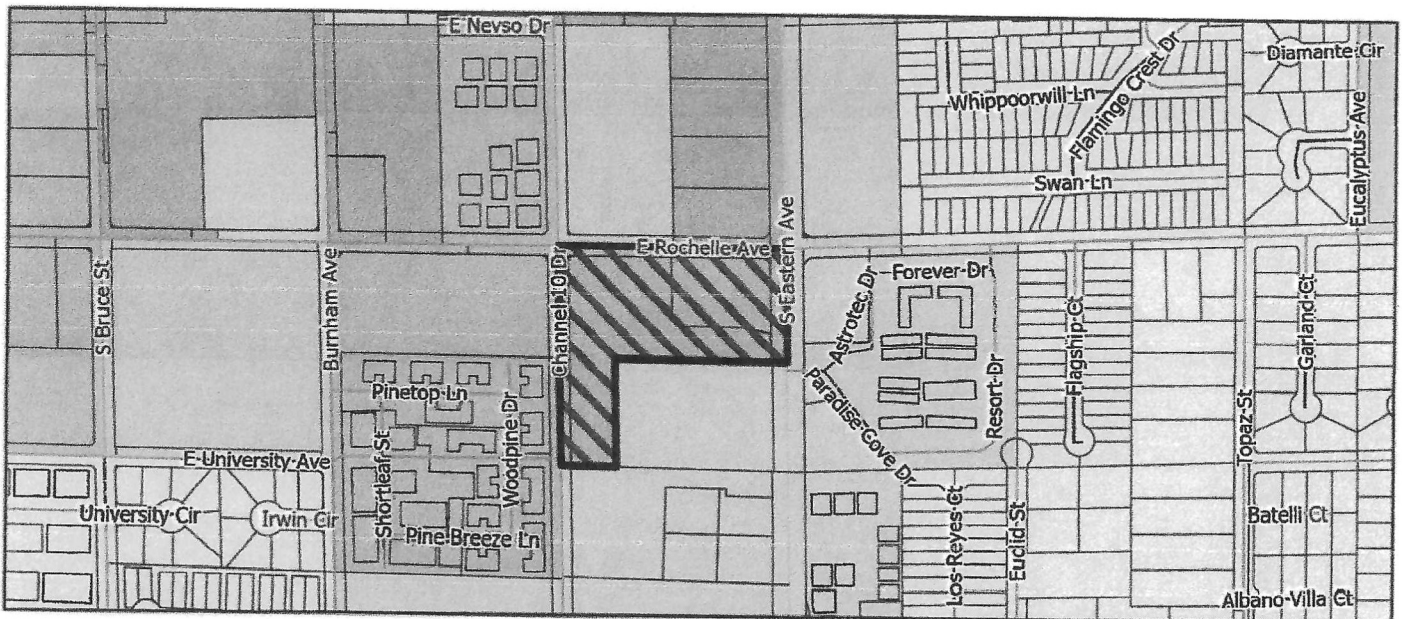 E Nevso Dr
Diamante Cir
Whippoorwill Ln
Flamingo Crest Dr
Eucalyptus Ave
Swan Ln
E Rochelle Ave
S Bruce St
Burnham Ave
Channel 10 Dr
S Eastern Ave
Forever Dr
Astrotec Dr
Flagship Ct
Garland Ct
Pinetop Ln
Paradise Cove Dr
Resort Dr
Woodpine Dr
Topaz St
E University Ave
Shortleaf St
University Cir
Irwin Cir
Pine Breeze Ln
Los Reyes Ct
Euclid St
Batelli Ct
Albano Villa Ct